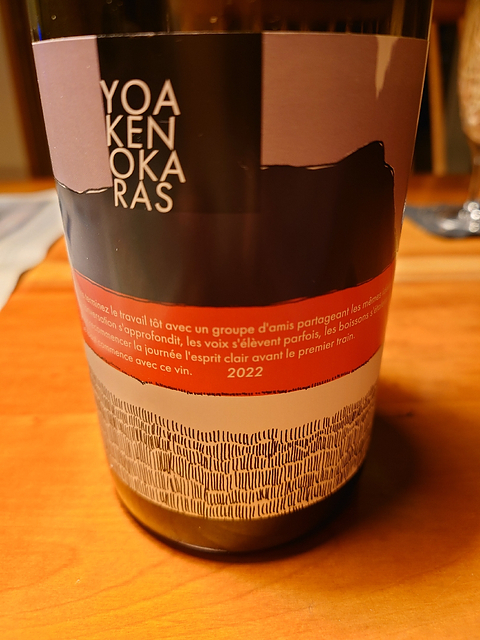 YOA
KEN
OKA
RAS
le travail tôt avec un groupe d'amis partageant les
s'approfondit, les voix s'élèvent parfois, les boissons
commencer la journée l'esprit clair avant le premier train.
commence avec ce vin.
2022